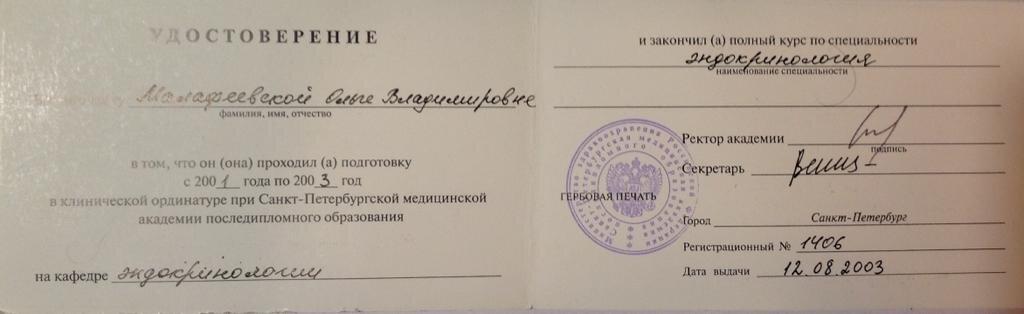 УДОСТОВЕРЕНИЕ
Малафеевской Ольге Владимировне
фамилия, имя, отчество
в том, что он (она) проходил (а) подготовку
с 2001 года по 2003 год
в клинической ординатуре при Санкт-Петербургской медицинской
академии последипломного образования
на кафедре эндокринологии
и закончил (а) полный курс по специальности
эндокринология
наименование специальности
Ректор академии
подпись
Секретарь
ГЕРБОВАЯ ПЕЧАТЬ
Город Санкт-Петербург
Регистрационный № 1406
Дата выдачи 12.08.2003